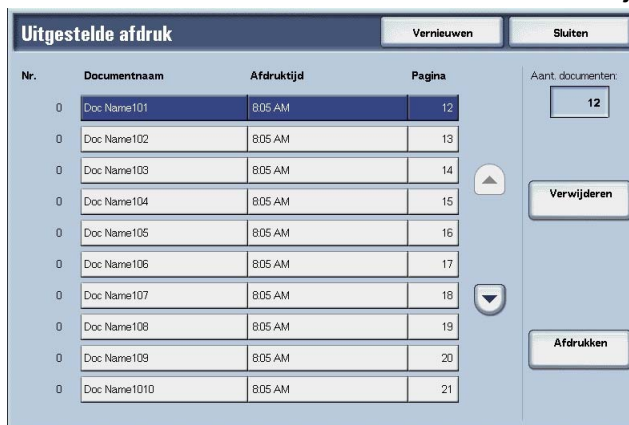 Uitgestelde afdruk Vernieuwen Sluiten
Nr. Documentnaam Afdruktijd Pagina Aant. documenten:
12
0 Doc Name101 8:05 AM 12
0 Doc Name102 8:05 AM 13
0 Doc Name103 8:05 AM 14
0 Doc Name104 8:05 AM 15
Verwijderen
0 Doc Name105 8:05 AM 16
0 Doc Name106 8:05 AM 17
0 Doc Name107 8:05 AM 18
0 Doc Name108 8:05 AM 19
Afdrukken
0 Doc Name109 8:05 AM 20
0 Doc Name1010 8:05 AM 21